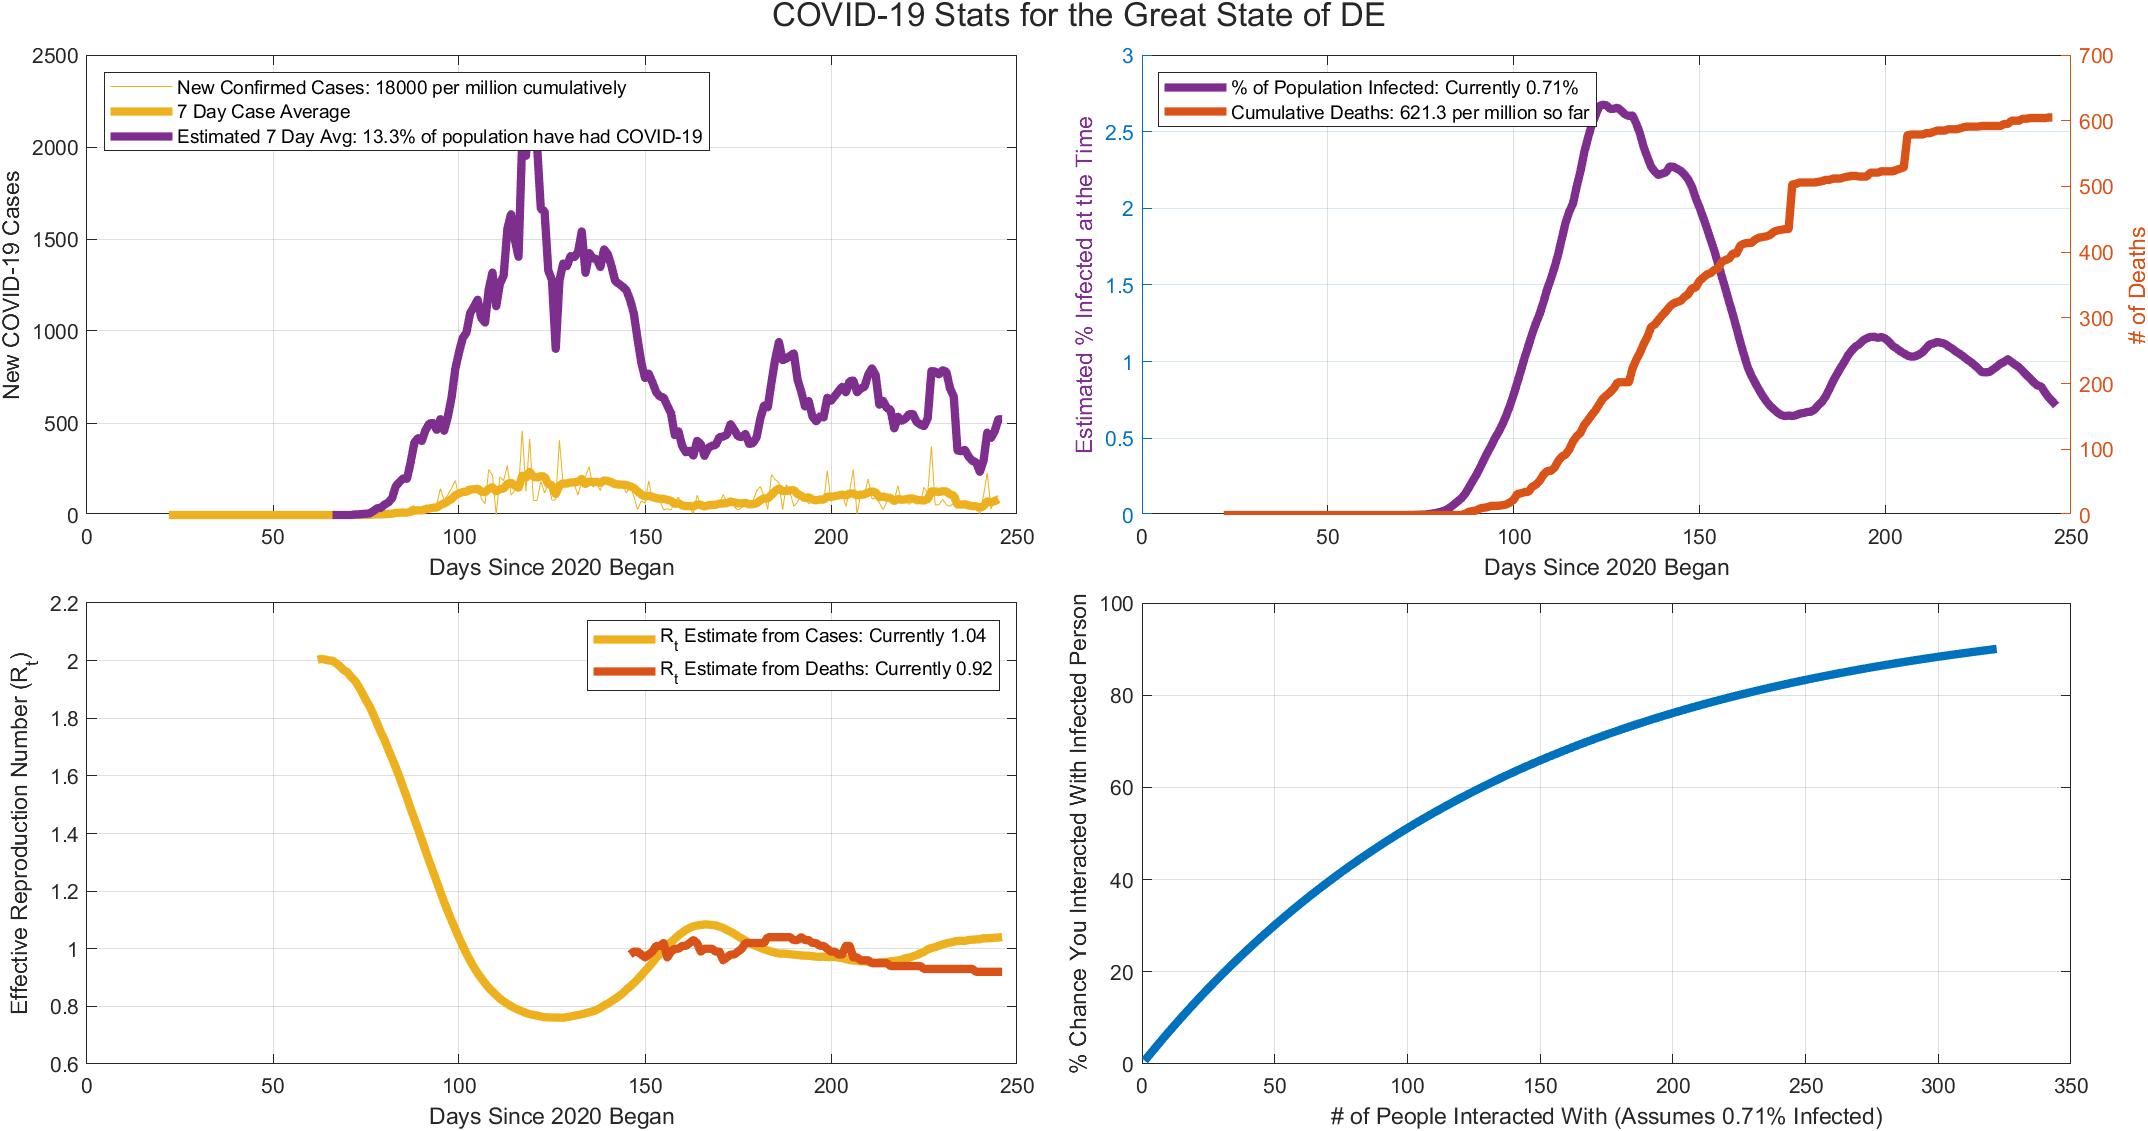 COVID-19 Stats for the Great State of DE
2500
2000
1500
1000
500
0
New COVID-19 Cases
New Confirmed Cases: 18000 per million cumulatively
7 Day Case Average
Estimated 7 Day Avg: 13.3% of population have had COVID-19
0 50 100 150 200 250
Days Since 2020 Began
3
2.5
2
1.5
1
0.5
0
Estimated % Infected at the Time
% of Population Infected: Currently 0.71%
Cumulative Deaths: 621.3 per million so far
700
600
500
400
300
200
100
0
# of Deaths
0 50 100 150 200 250
Days Since 2020 Began
2.2
2
1.8
1.6
1.4
1.2
1
0.8
0.6
Effective Reproduction Number (Rt)
Rt Estimate from Cases: Currently 1.04
Rt Estimate from Deaths: Currently 0.92
0 50 100 150 200 250
Days Since 2020 Began
100
80
60
40
20
0
% Chance You Interacted With Infected Person
0 50 100 150 200 250 300 350
# of People Interacted With (Assumes 0.71% Infected)